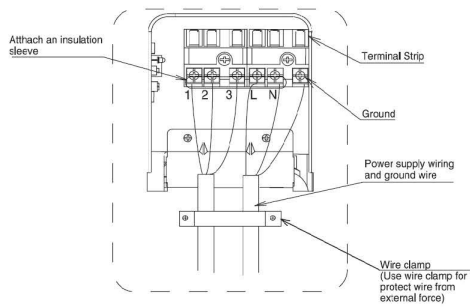 Atthach an insulation
sleeve
Terminal Strip
1 2 3 L N
Ground
Power supply wiring
and ground wire
Wire clamp
(Use wire clamp for
protect wire from
external force)